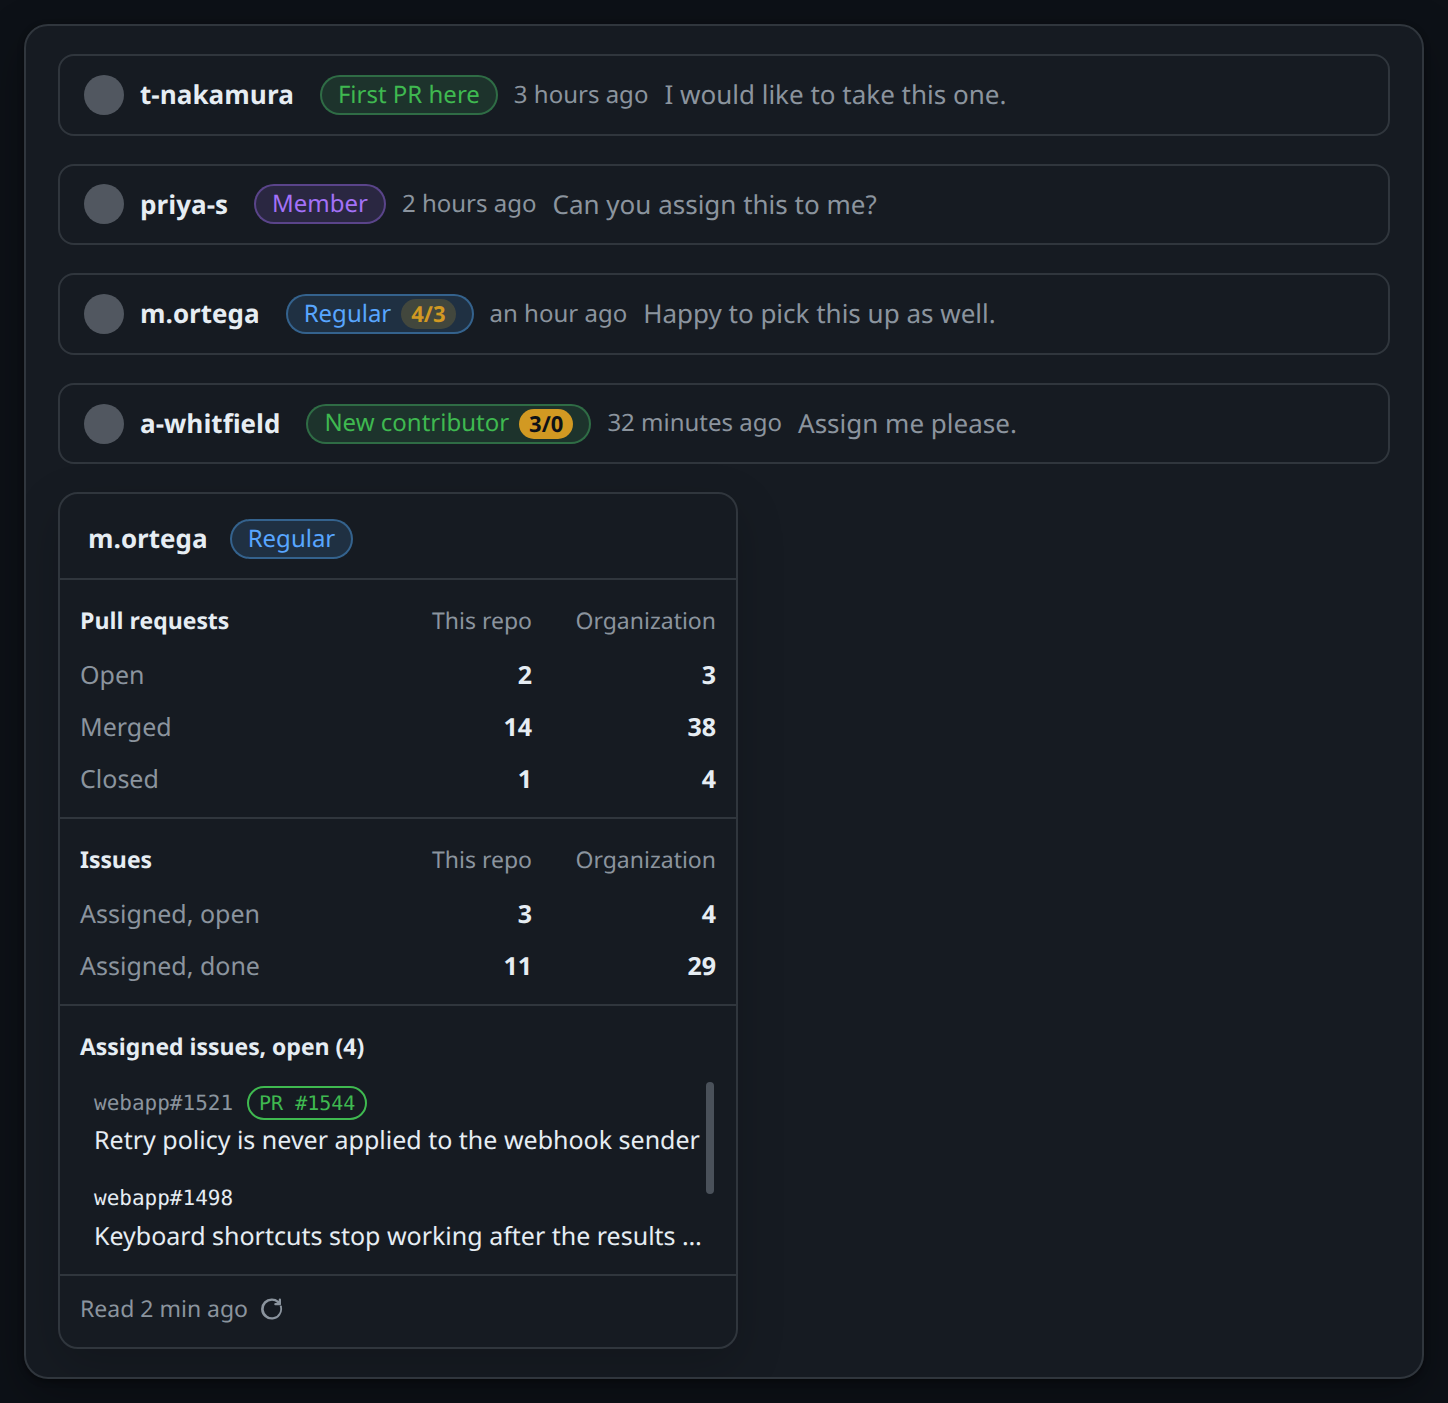 t-nakamura First PR here 3 hours ago I would like to take this one.
priya-s Member 2 hours ago Can you assign this to me?
m.ortega Regular 4/3 an hour ago Happy to pick this up as well.
a-whitfield New contributor 3/0 32 minutes ago Assign me please.
m.ortega Regular
Pull requests This repo Organization
Open 2 3
Merged 14 38
Closed 1 4
Issues This repo Organization
Assigned, open 3 4
Assigned, done 11 29
Assigned issues, open (4)
webapp#1521 PR #1544
Retry policy is never applied to the webhook sender
webapp#1498
Keyboard shortcuts stop working after the results ...
Read 2 min ago